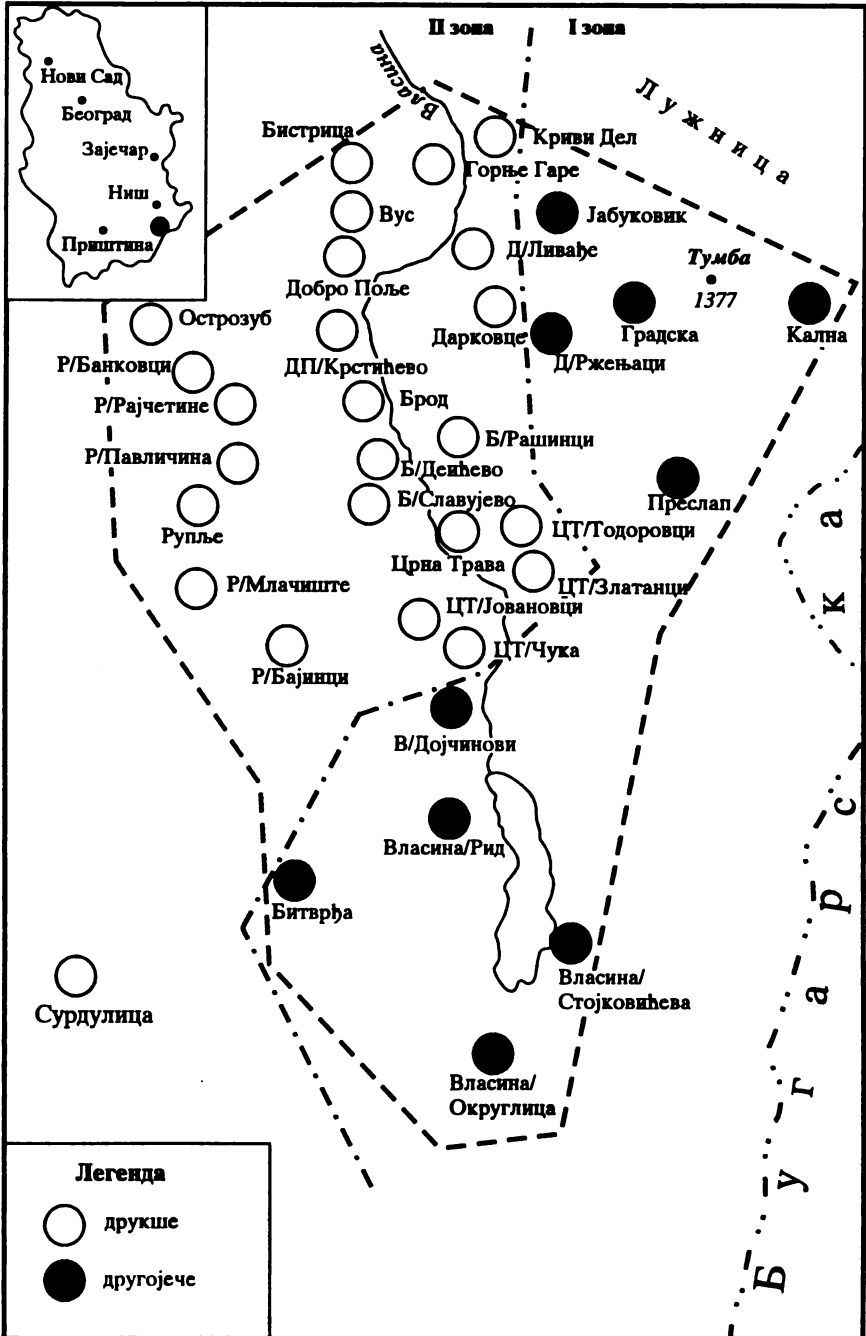 II зона
I зона
Нови Сад
Београд
Зајечар
Ниш
Приштина
Власина
Лужница
Бистрица
Криви Дел
Горње Гаре
Вус
Јабуковик
Д/Ливађе
Тумба
1377
Добро Поље
Острозуб
Дарковце
Градска
Кална
ДП/Крстићево
Д/Ржењаци
Р/Банковци
Р/Рајчетине
Брод
Б/Рашинци
Р/Павличина
Б/Деићево
Б/Славујево
Преслап
Рупље
ЦТ/Тодоровци
Црна Трава
Р/Млачиште
ЦТ/Златанци
ЦТ/Јовановци
ЦТ/Чука
Р/Бајинци
В/Дојчинови
Власина/Рид
Битврђа
Власина/
Стојковићева
Сурдулица
Власина/
Округлица
Бугарска
Легенда
друкше
другојече